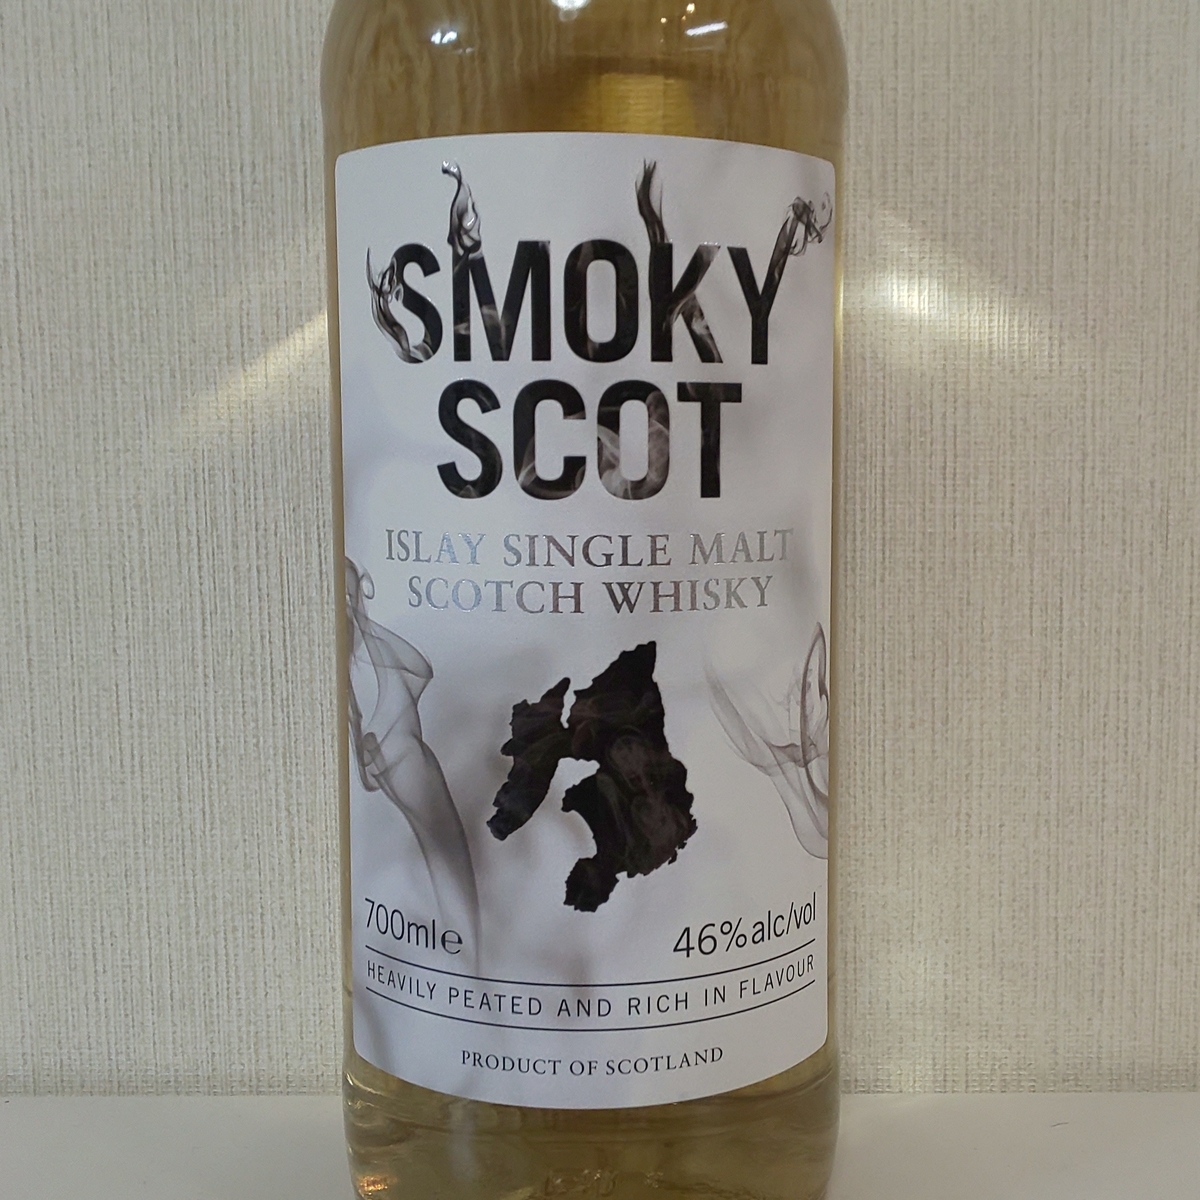 SMOKY
SCOT
ISLAY SINGLE MALT
SCOTCH WHISKY
700ml℮ 46%alc/vol
HEAVILY PEATED AND RICH IN FLAVOUR
PRODUCT OF SCOTLAND